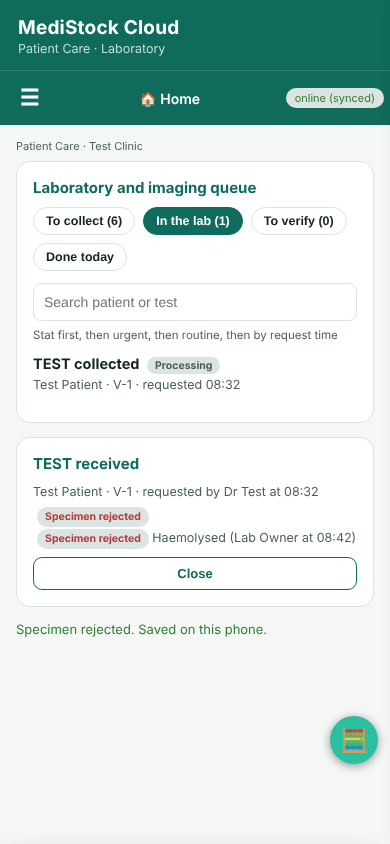 MediStock Cloud
Patient Care · Laboratory
☰ 🏠 Home online (synced)
Patient Care · Test Clinic
Laboratory and imaging queue
To collect (6) In the lab (1) To verify (0)
Done today
Search patient or test
Stat first, then urgent, then routine, then by request time
TEST collected Processing
Test Patient · V-1 · requested 08:32
TEST received
Test Patient · V-1 · requested by Dr Test at 08:32
Specimen rejected
Specimen rejected Haemolysed (Lab Owner at 08:42)
Close
Specimen rejected. Saved on this phone.